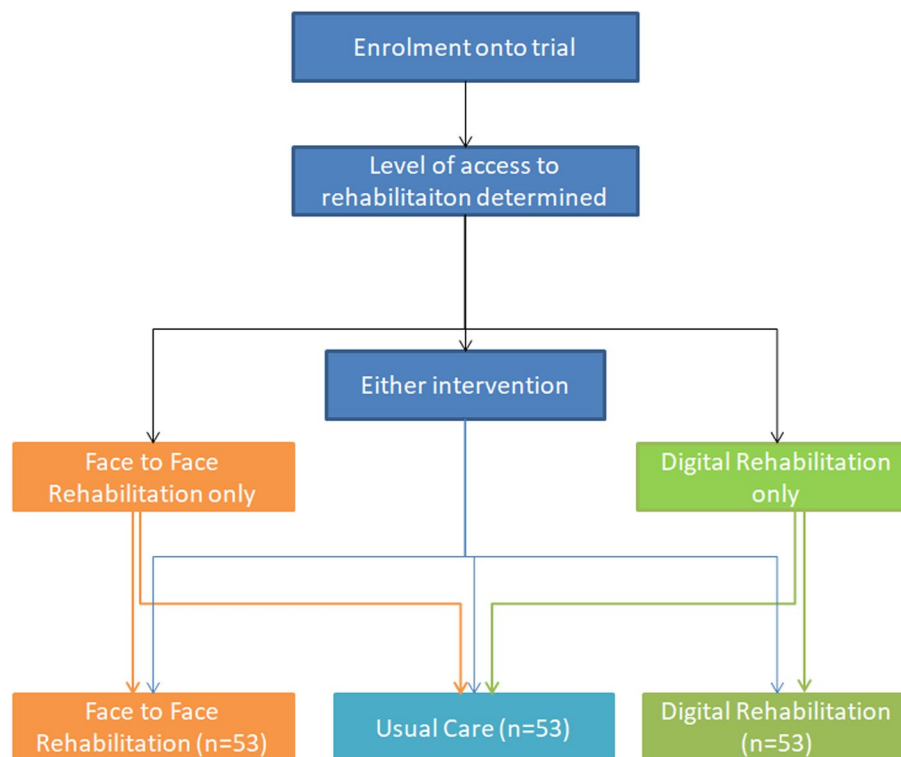 Enrolment onto trial
Level of access to
rehabilitaiton determined
Either intervention
Face to Face
Rehabilitation only
Digital Rehabilitation
only
Face to Face
Rehabilitation (n=53)
Usual Care (n=53)
Digital Rehabilitation
(n=53)